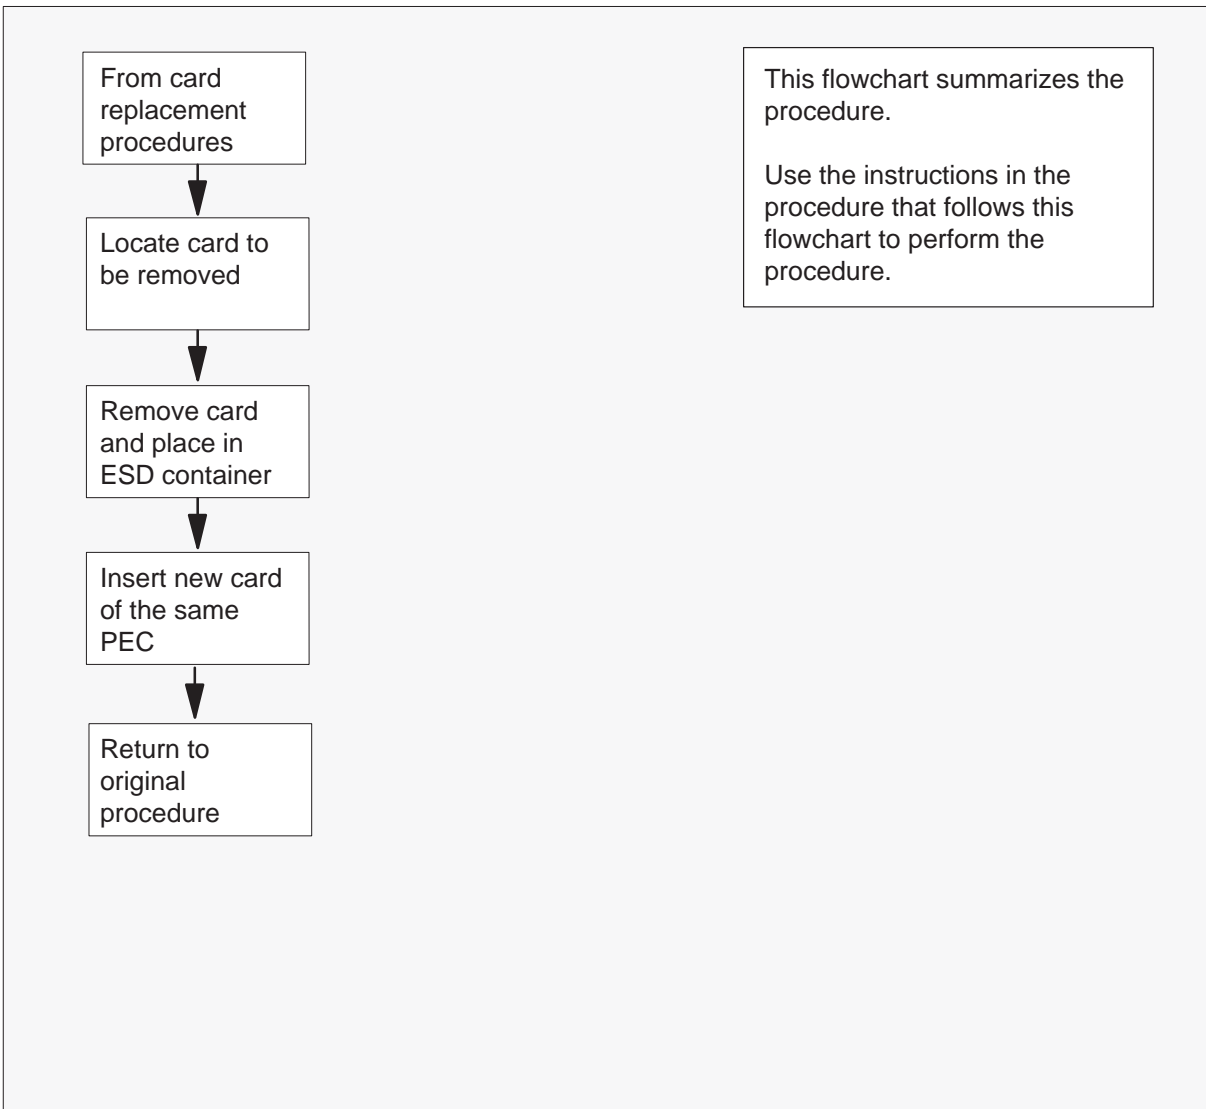 From card
replacement
procedures
Locate card to
be removed
Remove card
and place in
ESD container
Insert new card
of the same
PEC
Return to
original
procedure
This flowchart summarizes the
procedure.
Use the instructions in the
procedure that follows this
flowchart to perform the
procedure.